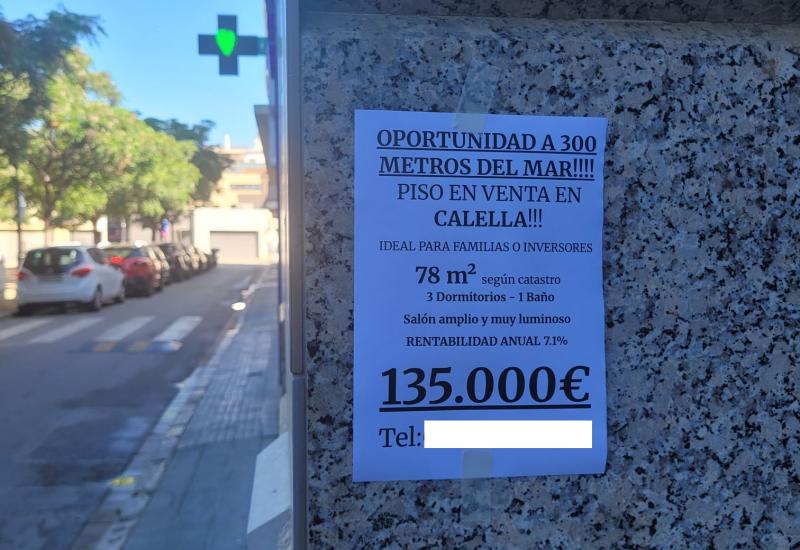 OPORTUNIDAD A 300
METROS DEL MAR!!!!
PISO EN VENTA EN
CALELLA!!!
IDEAL PARA FAMILIAS O INVERSORES
78 m² según catastro
3 Dormitorios - 1 Baño
Salón amplio y muy luminoso
RENTABILIDAD ANUAL 7.1%
135.000€
Tel: